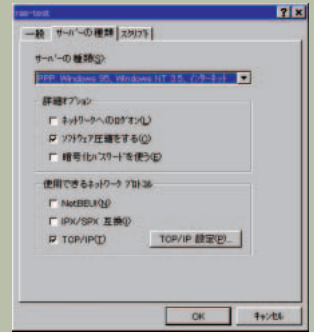 ras-test
一般 サーバーの種類 スクリプト
サーバーの種類(S):
PPP: Windows 95, Windows NT 3.5, インターネット
詳細オプション
ネットワークへのログオン(L)
ソフトウェア圧縮をする(C)
暗号化パスワードを使う(E)
使用できるネットワーク プロトコル
NetBEUI(N)
IPX/SPX 互換(I)
TCP/IP(T)
TCP/IP 設定(P)...
OK キャンセル